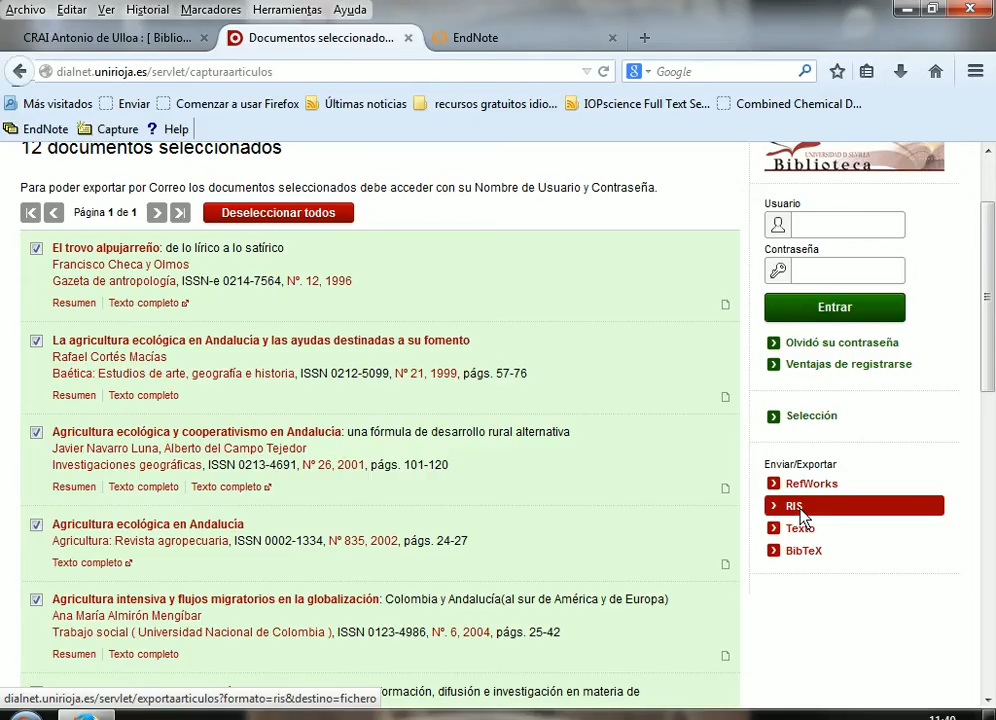 Archivo Editar Ver Historial Marcadores Herramientas Ayuda
CRAI Antonio de Ulloa : [ Biblio... Documentos seleccionado... EndNote
dialnet.unirioja.es/servlet/capturaarticulos Google
Más visitados Enviar Comenzar a usar Firefox Últimas noticias recursos gratuitos idio... IOPscience Full Text Se... Combined Chemical D...
EndNote Capture Help
12 documentos seleccionados
Para poder exportar por Correo los documentos seleccionados debe acceder con su Nombre de Usuario y Contraseña.
Página 1 de 1 Deseleccionar todos
El trovo alpujarreño: de lo lírico a lo satírico
Francisco Checa y Olmos
Gazeta de antropología, ISSN-e 0214-7564, Nº. 12, 1996
Resumen Texto completo
La agricultura ecológica en Andalucía y las ayudas destinadas a su fomento
Rafael Cortés Macías
Baética: Estudios de arte, geografía e historia, ISSN 0212-5099, Nº 21, 1999, págs. 57-76
Resumen Texto completo
Agricultura ecológica y cooperativismo en Andalucía: una fórmula de desarrollo rural alternativa
Javier Navarro Luna, Alberto del Campo Tejedor
Investigaciones geográficas, ISSN 0213-4691, Nº 26, 2001, págs. 101-120
Resumen Texto completo Texto completo
Agricultura ecológica en Andalucía
Agricultura: Revista agropecuaria, ISSN 0002-1334, Nº 835, 2002, págs. 24-27
Texto completo
Agricultura intensiva y flujos migratorios en la globalización: Colombia y Andalucía(al sur de América y de Europa)
Ana María Almirón Mengíbar
Trabajo social ( Universidad Nacional de Colombia ), ISSN 0123-4986, Nº. 6, 2004, págs. 25-42
Resumen Texto completo
formación, difusión e investigación en materia de
dialnet.unirioja.es/servlet/exportaarticulos?formato=ris&destino=fichero
UNIVERSIDAD D SEVILLA
Biblioteca
Usuario
Contraseña
Entrar
Olvidó su contraseña
Ventajas de registrarse
Selección
Enviar/Exportar
RefWorks
RIS
Texto
BibTeX
11:40